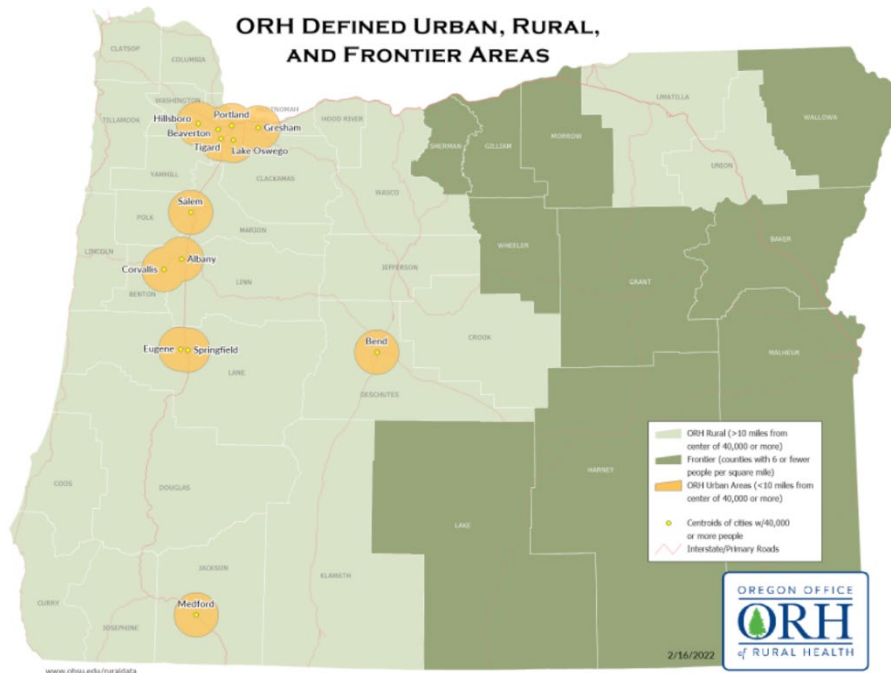 ORH DEFINED URBAN, RURAL,
AND FRONTIER AREAS
CLATSOP
COLUMBIA
TILLAMOOK
WASHINGTON
Hillsboro
Portland
Beaverton
Gresham
Tigard
Lake Oswego
HOOD RIVER
SHERMAN
GILLIAM
MORROW
UMATILLA
WALLOWA
UNION
YAMHILL
CLACKAMAS
WASCO
POLK
Salem
MARION
WHEELER
BAKER
LINCOLN
Corvallis
Albany
BENTON
LINN
JEFFERSON
GRANT
Eugene
Springfield
LANE
Bend
CROOK
MALHEUR
DESCHUTES
ORH Rural (>10 miles from
center of 40,000 or more)
Frontier (counties with 6 or fewer
people per square mile)
ORH Urban Areas (<10 miles from
center of 40,000 or more)
Centroids of cities w/40,000
or more people
Interstate/Primary Roads
COOS
DOUGLAS
LAKE
HARNEY
JACKSON
KLAMATH
CURRY
JOSEPHINE
Medford
2/16/2022
OREGON OFFICE
ORH
of RURAL HEALTH
www.ohsu.edu/ruraldata